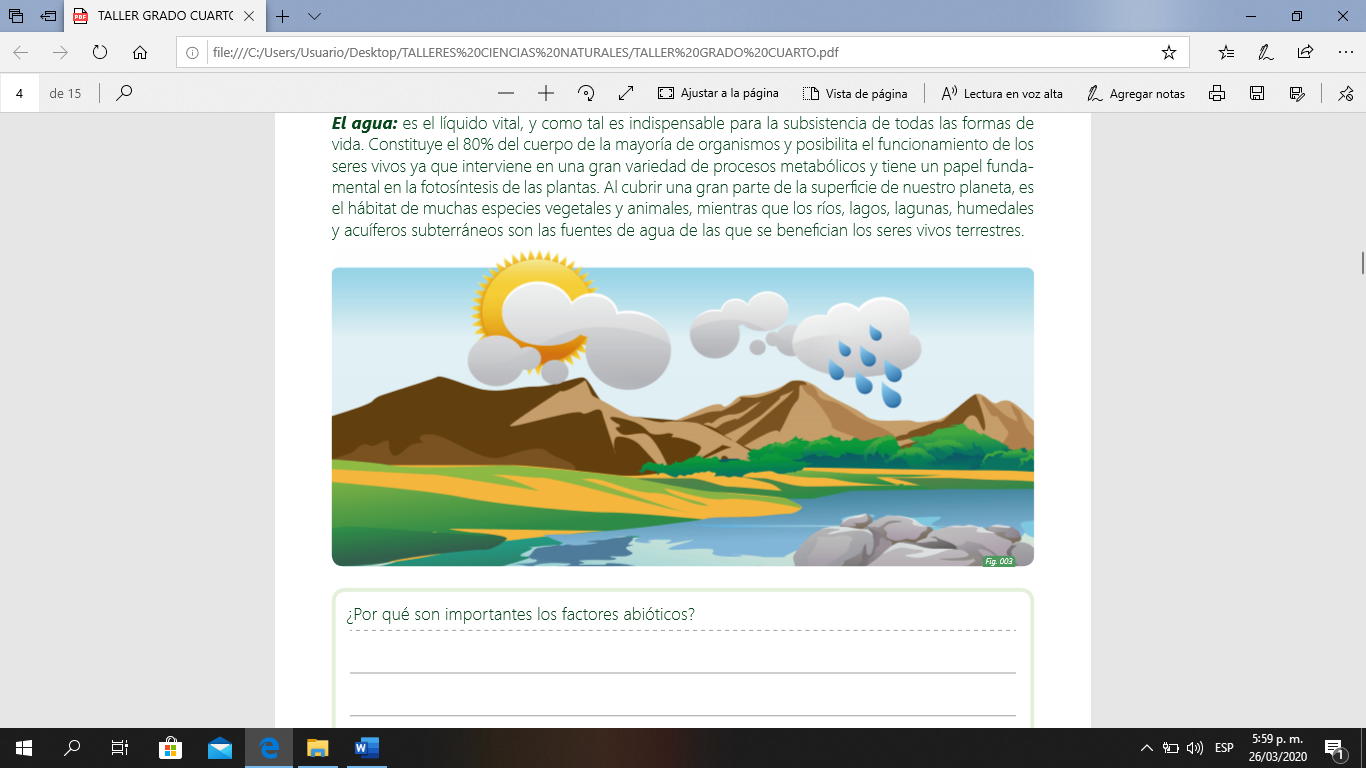 TALLER GRADO CUARTO
file:///C:/Users/Usuario/Desktop/TALLERES%20CIENCIAS%20NATURALES/TALLER%20GRADO%20CUARTO.pdf
4 de 15
Ajustar a la página
Vista de página
Lectura en voz alta
Agregar notas
El agua: es el líquido vital, y como tal es indispensable para la subsistencia de todas las formas de
vida. Constituye el 80% del cuerpo de la mayoría de organismos y posibilita el funcionamiento de los
seres vivos ya que interviene en una gran variedad de procesos metabólicos y tiene un papel funda-
mental en la fotosíntesis de las plantas. Al cubrir una gran parte de la superficie de nuestro planeta, es
el hábitat de muchas especies vegetales y animales, mientras que los ríos, lagos, lagunas, humedales
y acuíferos subterráneos son las fuentes de agua de las que se benefician los seres vivos terrestres.
Fig. 003
¿Por qué son importantes los factores abióticos?
ESP
5:59 p. m.
26/03/2020
1